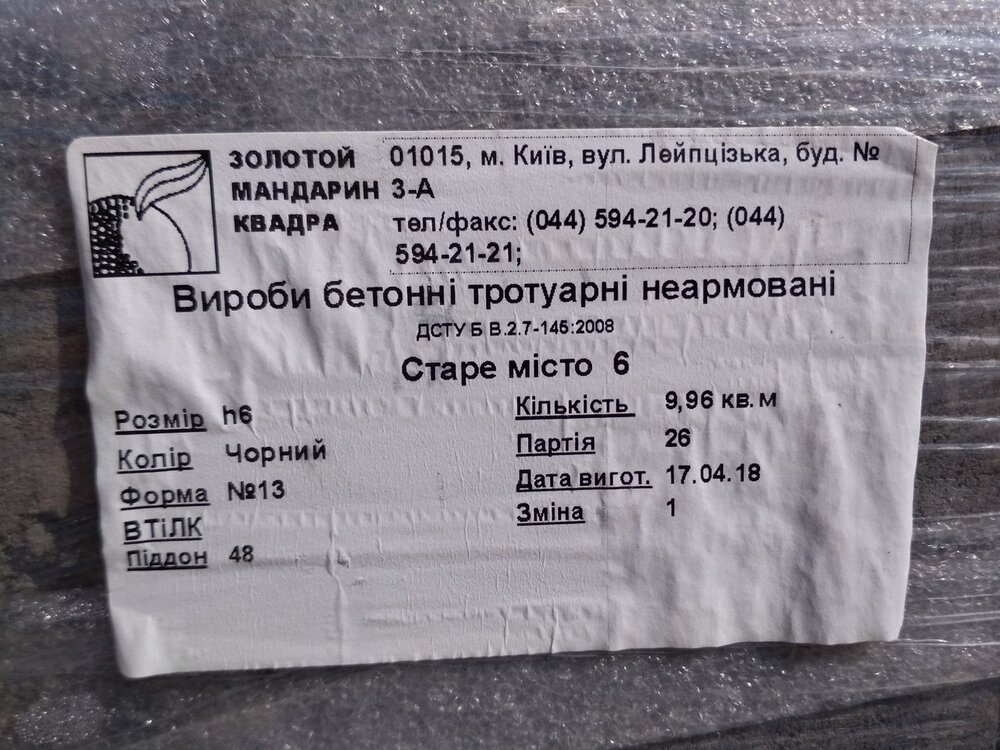 ЗОЛОТОЙ
МАНДАРИН
КВАДРА
01015, м. Київ, вул. Лейпцізька, буд. №
3-А
тел/факс: (044) 594-21-20; (044)
594-21-21;
Вироби бетонні тротуарні неармовані
ДСТУ Б В.2.7-145:2008
Старе місто 6
Розмір h6
Колір Чорний
Форма №13
ВТіЛК
Піддон 48
Кількість 9,96 кв.м
Партія 26
Дата вигот. 17.04.18
Зміна 1